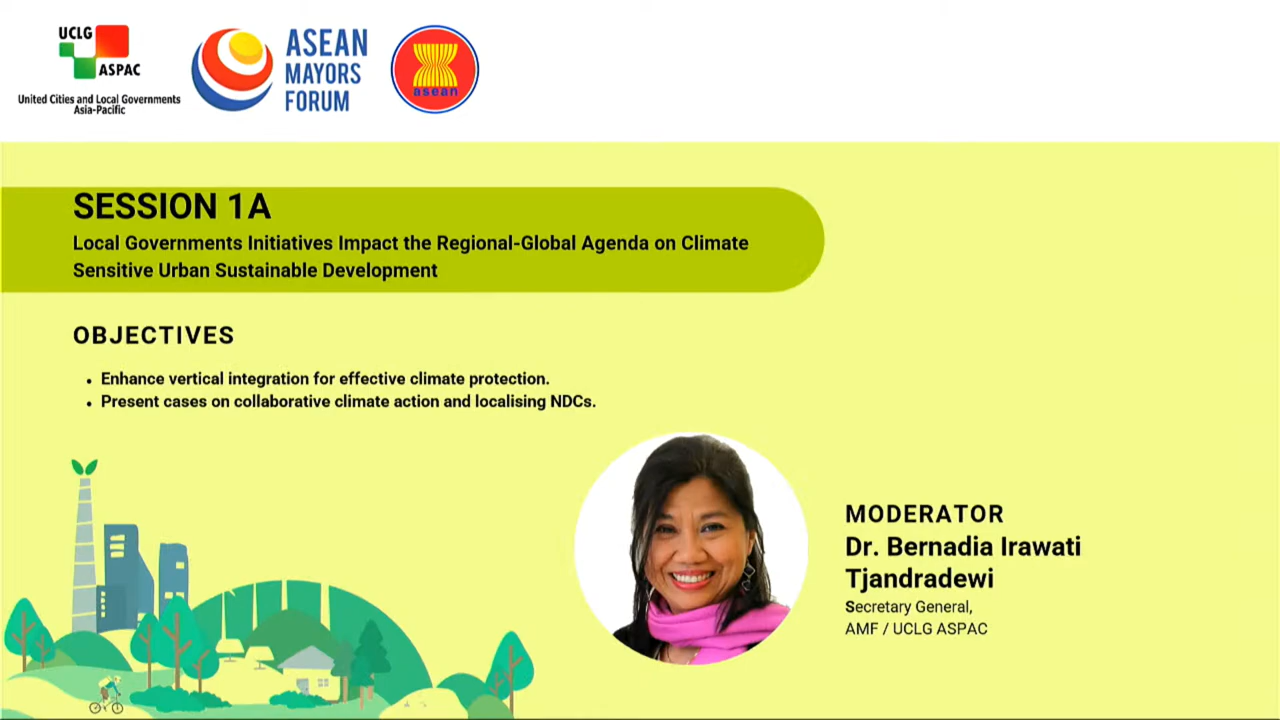 UCLG
ASPAC
United Cities and Local Governments
Asia-Pacific
ASEAN
MAYORS
FORUM
asean
SESSION 1A
Local Governments Initiatives Impact the Regional-Global Agenda on Climate
Sensitive Urban Sustainable Development
OBJECTIVES
• Enhance vertical integration for effective climate protection.
• Present cases on collaborative climate action and localising NDCs.
MODERATOR
Dr. Bernadia Irawati
Tjandradewi
Secretary General,
AMF / UCLG ASPAC